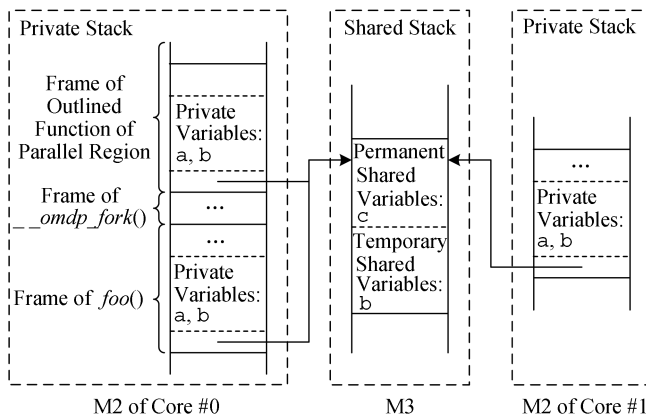 Private Stack
Frame of
Outlined
Function of
Parallel Region
Private
Variables:
a, b
Frame of
__omdp_fork()
...
...
Frame of foo()
Private
Variables:
a, b
M2 of Core #0
Shared Stack
Permanent
Shared
Variables:
c
Temporary
Shared
Variables:
b
M3
Private Stack
...
Private
Variables:
a, b
M2 of Core #1